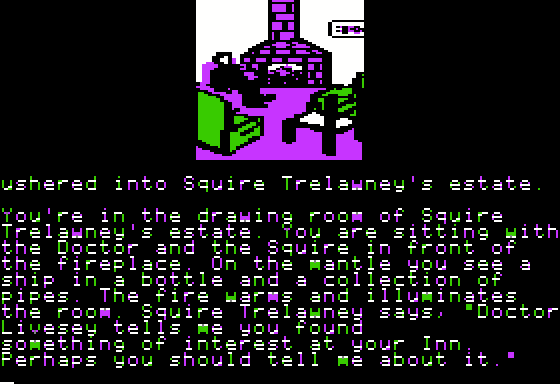 ushered into Squire Trelawney's estate.
You're in the drawing room of Squire
Trelawney's estate. You are sitting with
the Doctor and the Squire in front of
the fireplace. On the mantle you see a
ship in a bottle and a collection of
pipes. The fire warms and illuminates
the room. Squire Trelawney says, "Doctor
Livesey tells me you found
something of interest at your Inn.
Perhaps you should tell me about it."